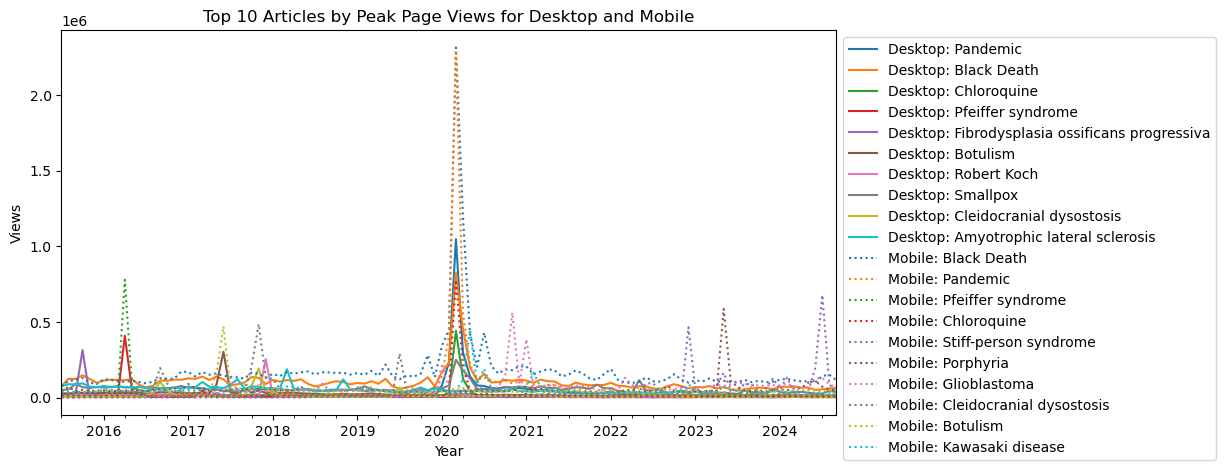 Top 10 Articles by Peak Page Views for Desktop and Mobile
1e6
Views
2.0
1.5
1.0
0.5
0.0
2016 2017 2018 2019 2020 2021 2022 2023 2024
Year
Desktop: Pandemic
Desktop: Black Death
Desktop: Chloroquine
Desktop: Pfeiffer syndrome
Desktop: Fibrodysplasia ossificans progressiva
Desktop: Botulism
Desktop: Robert Koch
Desktop: Smallpox
Desktop: Cleidocranial dysostosis
Desktop: Amyotrophic lateral sclerosis
Mobile: Black Death
Mobile: Pandemic
Mobile: Pfeiffer syndrome
Mobile: Chloroquine
Mobile: Stiff-person syndrome
Mobile: Porphyria
Mobile: Glioblastoma
Mobile: Cleidocranial dysostosis
Mobile: Botulism
Mobile: Kawasaki disease